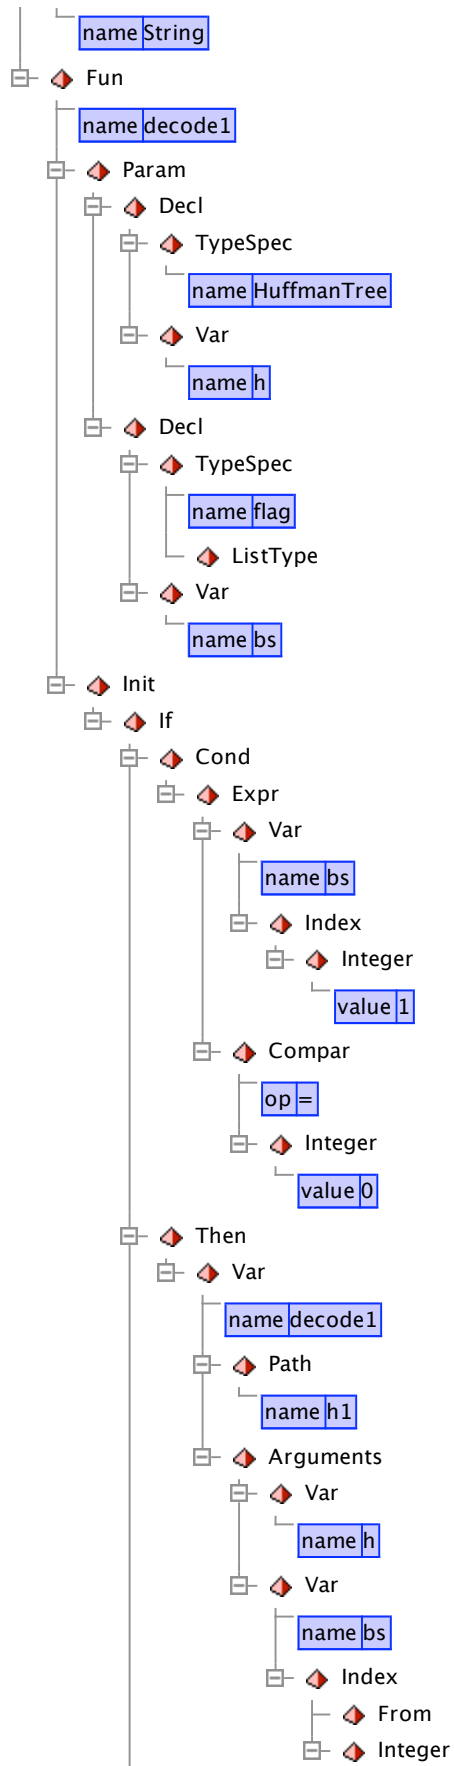 name String
Fun
name decode1
Param
Decl
TypeSpec
name HuffmanTree
Var
name h
Decl
TypeSpec
name flag
ListType
Var
name bs
Init
If
Cond
Expr
Var
name bs
Index
Integer
value 1
Compar
op =
Integer
value 0
Then
Var
name decode1
Path
name h1
Arguments
Var
name h
Var
name bs
Index
From
Integer